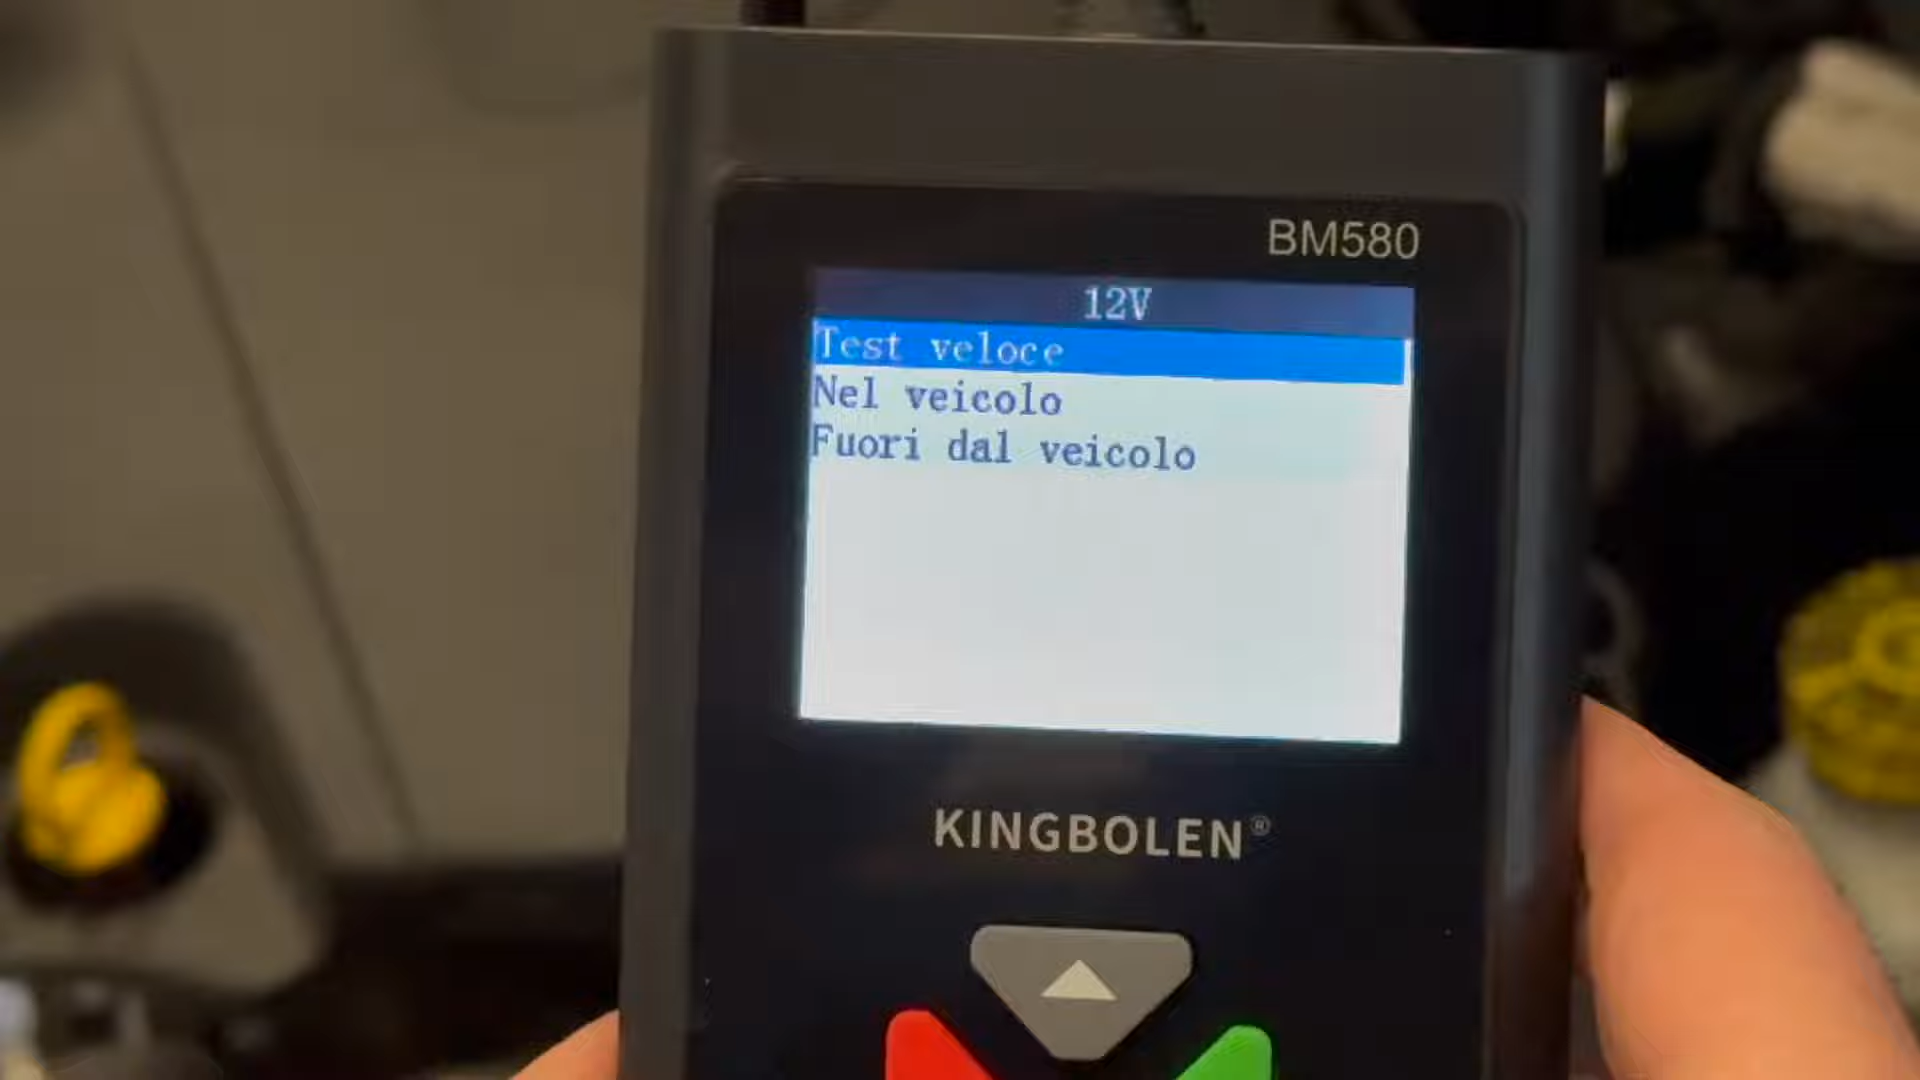 BM580
12V
Test veloce
Nel veicolo
Fuori dal veicolo
KINGBOLEN®